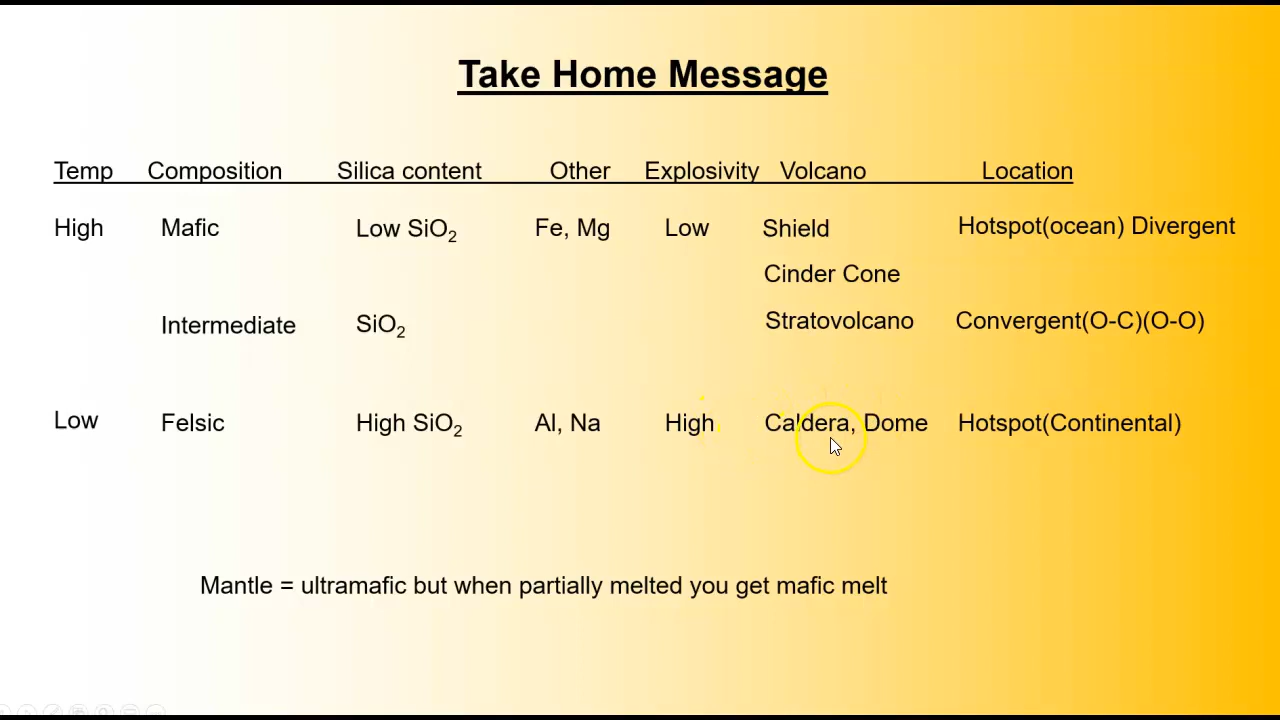 Take Home Message
Temp Composition Silica content Other Explosivity Volcano Location
High Mafic Low SiO₂ Fe, Mg Low Shield Hotspot(ocean) Divergent
Cinder Cone
Intermediate SiO₂ Stratovolcano Convergent(O-C)(O-O)
Low Felsic High SiO₂ Al, Na High Caldera, Dome Hotspot(Continental)
Mantle = ultramafic but when partially melted you get mafic melt